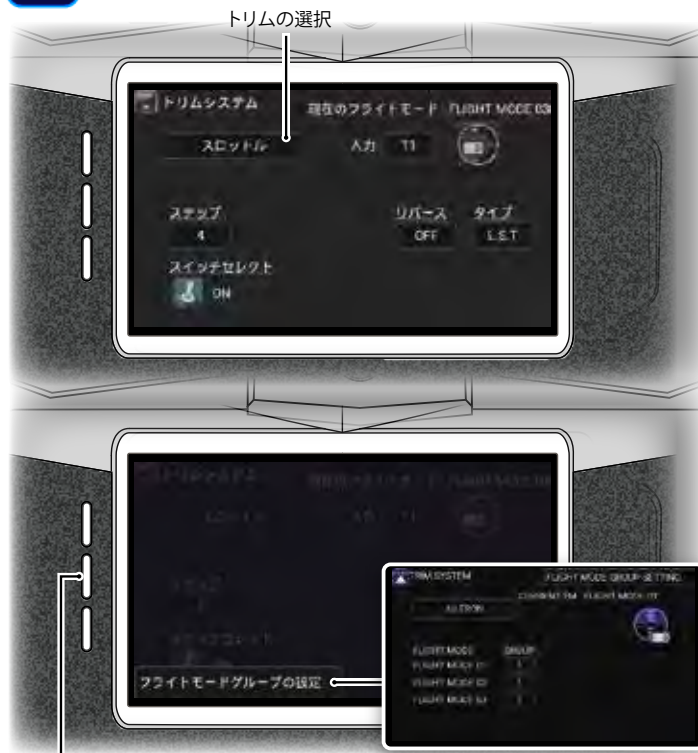 トリムの選択
トリムシステム 現在のフライトモード FLIGHT MODE 03
スロットル 入力 T1
ステップ リバース タイプ
4 OFF L.S.T
スイッチセレクト
ON
フライトモードグループの設定
TRIM SYSTEM FLIGHT MODE GROUP SETTING
CURRENT FM FLIGHT MODE 01
AILERON
FLIGHT MODE GROUP
FLIGHT MODE 01 1
FLIGHT MODE 02 1
FLIGHT MODE 03 1